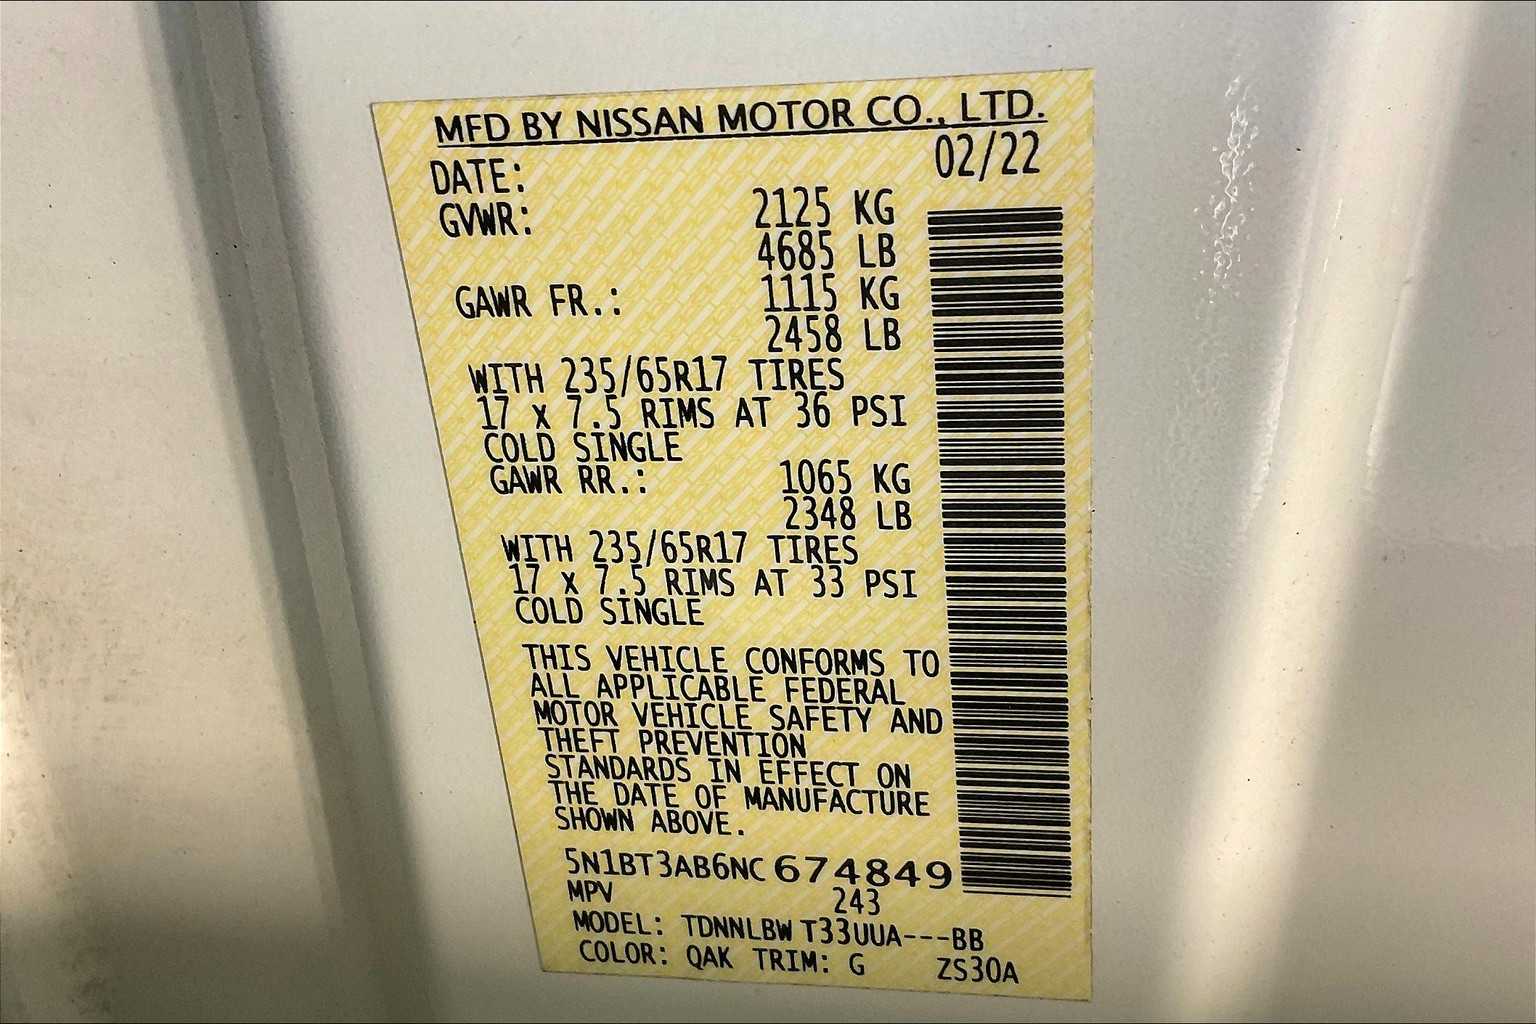 MFD BY NISSAN MOTOR CO., LTD.
DATE: 02/22
GVWR: 2125 KG
4685 LB
GAWR FR.: 1115 KG
2458 LB
WITH 235/65R17 TIRES
17 x 7.5 RIMS AT 36 PSI
COLD SINGLE
GAWR RR.: 1065 KG
2348 LB
WITH 235/65R17 TIRES
17 x 7.5 RIMS AT 33 PSI
COLD SINGLE
THIS VEHICLE CONFORMS TO
ALL APPLICABLE FEDERAL
MOTOR VEHICLE SAFETY AND
THEFT PREVENTION
STANDARDS IN EFFECT ON
THE DATE OF MANUFACTURE
SHOWN ABOVE.
5N1BT3AB6NC674849
MPV 243
MODEL: TDNNLBW T33UUA---BB
COLOR: QAK TRIM: G ZS30A